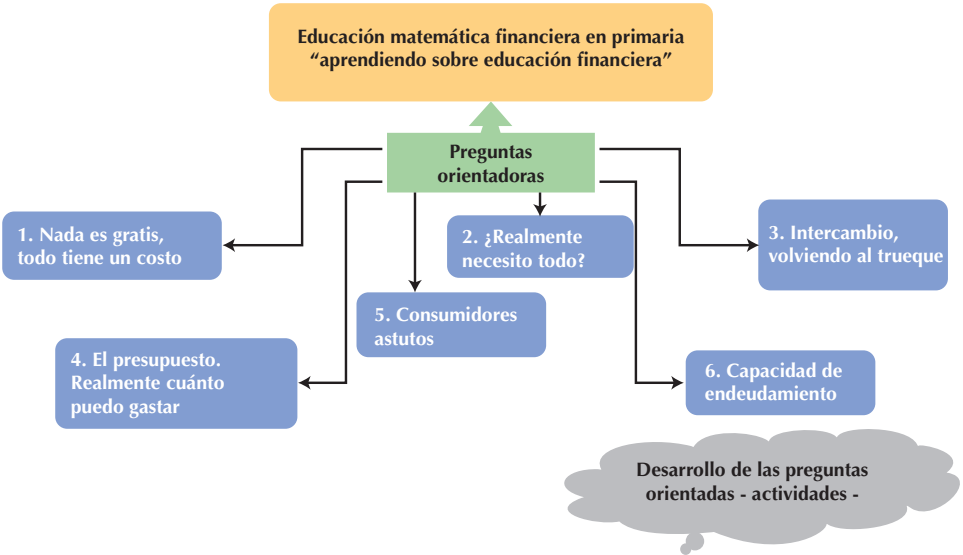 Educación matemática financiera en primaria
“aprendiendo sobre educación financiera”
Preguntas
orientadoras
1. Nada es gratis,
todo tiene un costo
2. ¿Realmente
necesito todo?
3. Intercambio,
volviendo al trueque
4. El presupuesto.
Realmente cuánto
puedo gastar
5. Consumidores
astutos
6. Capacidad de
endeudamiento
Desarrollo de las preguntas
orientadas - actividades -